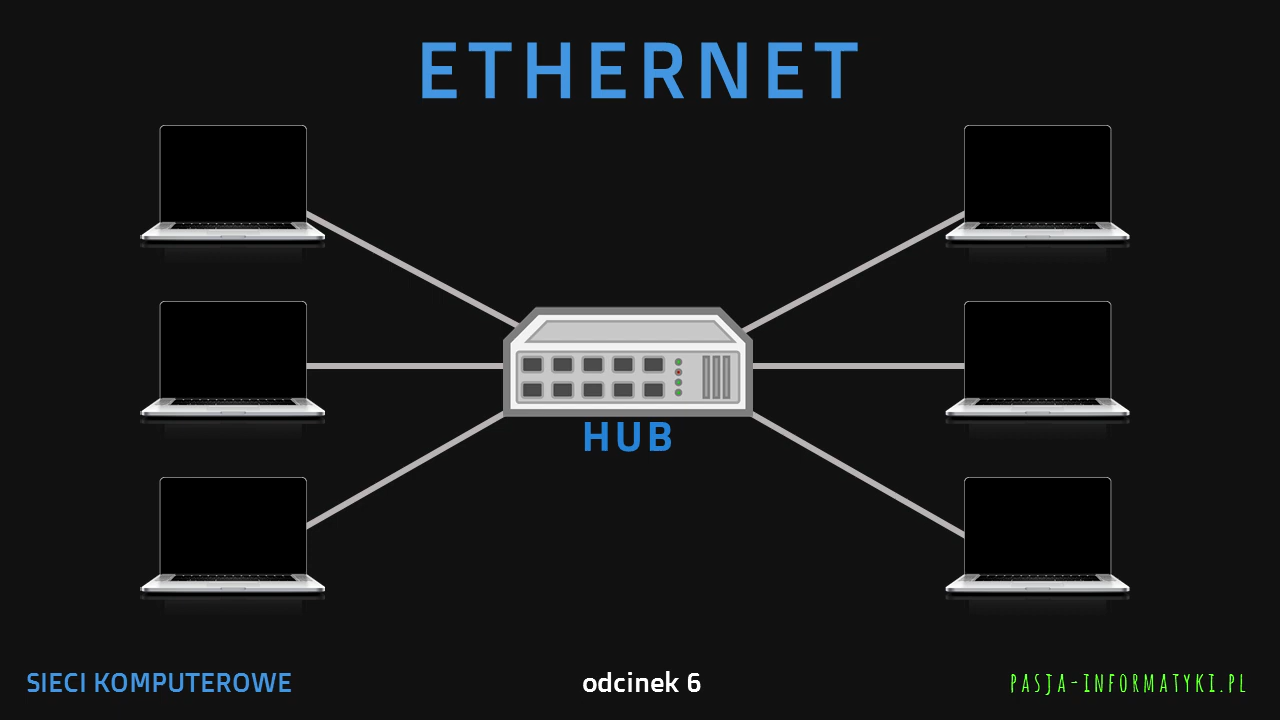 ETHERNET
HUB
SIECI KOMPUTEROWE
odcinek 6
PASJA-INFORMATYKI.PL